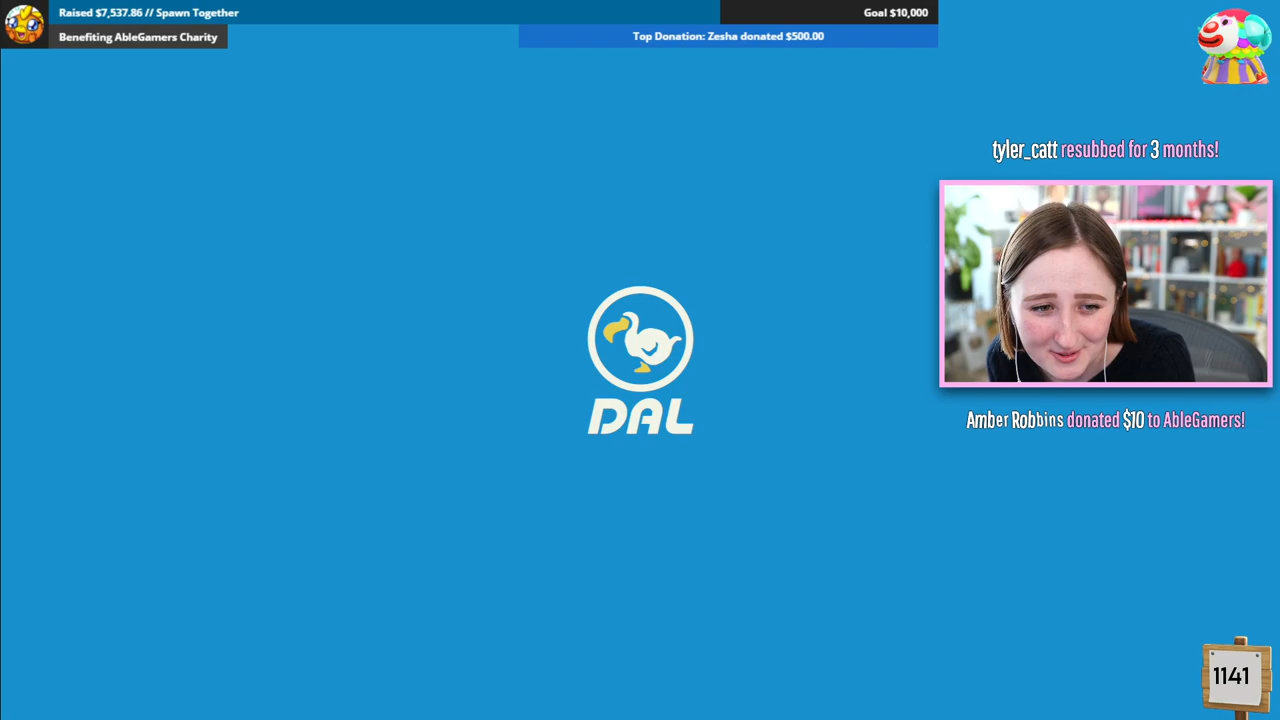 Raised $7,537.86 // Spawn Together
Goal $10,000
Benefiting AbleGamers Charity
Top Donation: Zesha donated $500.00
tyler_catt resubbed for 3 months!
DAL
Amber Robbins donated $10 to AbleGamers!
1141